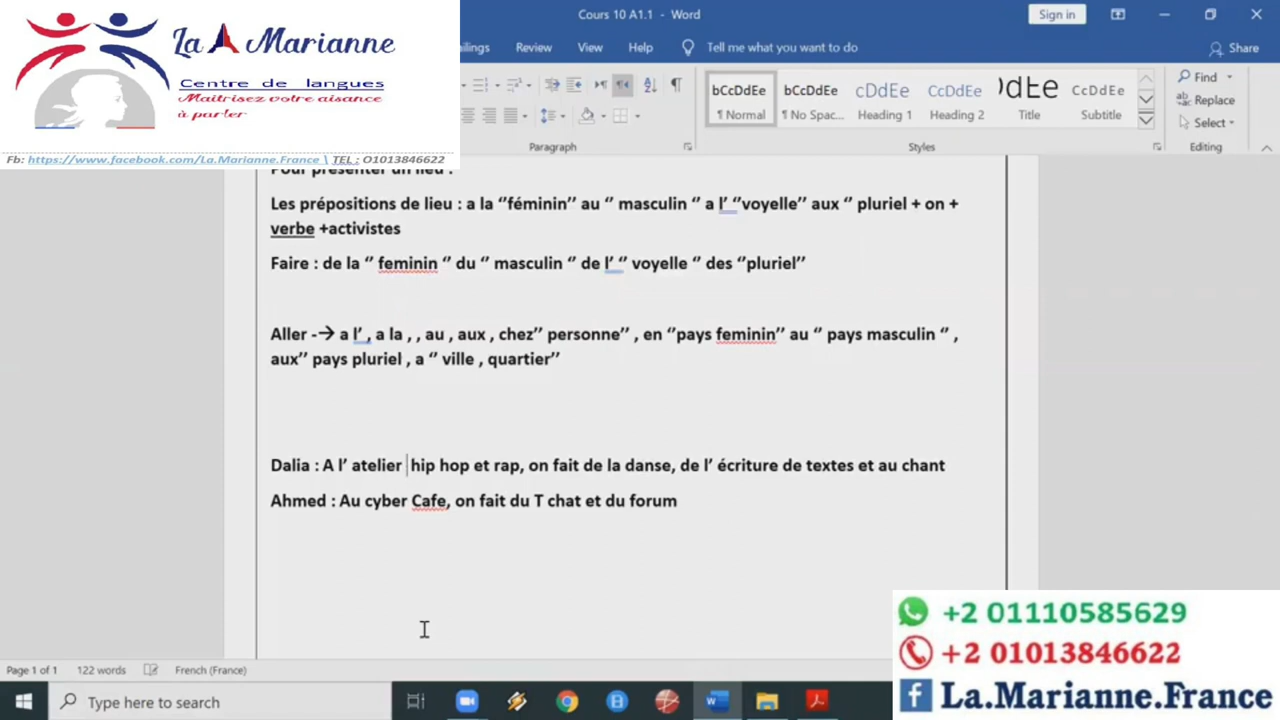 La Marianne
Centre de langues
Maîtrisez votre aisance
à parler
Fb: https://www.facebook.com/La.Marianne.France \ TEL : O1013846622
Cours 10 A1.1 - Word
Sign in
ilings Review View Help Tell me what you want to do
Share
bCcDdEe bCcDdEe cDdEe CcDdEe )dtEe CcDdEe
¶ Normal ¶ No Spac... Heading 1 Heading 2 Title Subtitle
Find
Replace
Select
Paragraph Styles Editing
Pour présenter un lieu :
Les prépositions de lieu : a la ‘’féminin’’ au ‘’ masculin ‘’ a l’ ‘’voyelle’’ aux ‘’ pluriel + on +
verbe +activistes
Faire : de la ‘’ feminin ‘’ du ‘’ masculin ‘’ de l’ ‘’ voyelle ‘’ des ‘’pluriel’’
Aller -→ a l’ , a la , , au , aux , chez’’ personne’’ , en ‘’pays feminin’’ au ‘’ pays masculin ‘’ ,
aux’’ pays pluriel , a ‘’ ville , quartier’’
Dalia : A l’ atelier hip hop et rap, on fait de la danse, de l’ écriture de textes et au chant
Ahmed : Au cyber Cafe, on fait du T chat et du forum
+2 01110585629
+2 01013846622
La.Marianne.France
Page 1 of 1 122 words French (France)
Type here to search